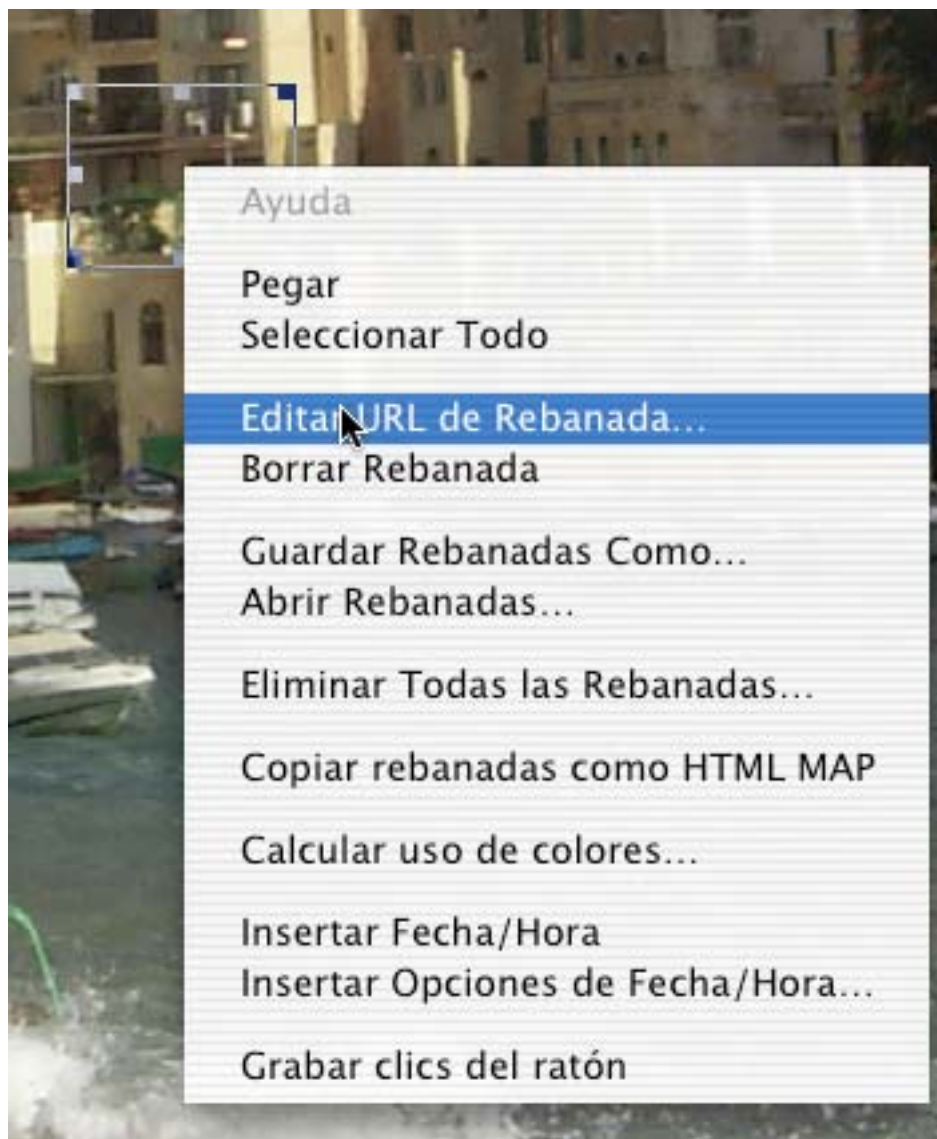 Ayuda
Pegar
Seleccionar Todo
Editar URL de Rebanada...
Borrar Rebanada
Guardar Rebanadas Como...
Abrir Rebanadas...
Eliminar Todas las Rebanadas...
Copiar rebanadas como HTML MAP
Calcular uso de colores...
Insertar Fecha/Hora
Insertar Opciones de Fecha/Hora...
Grabar clics del ratón